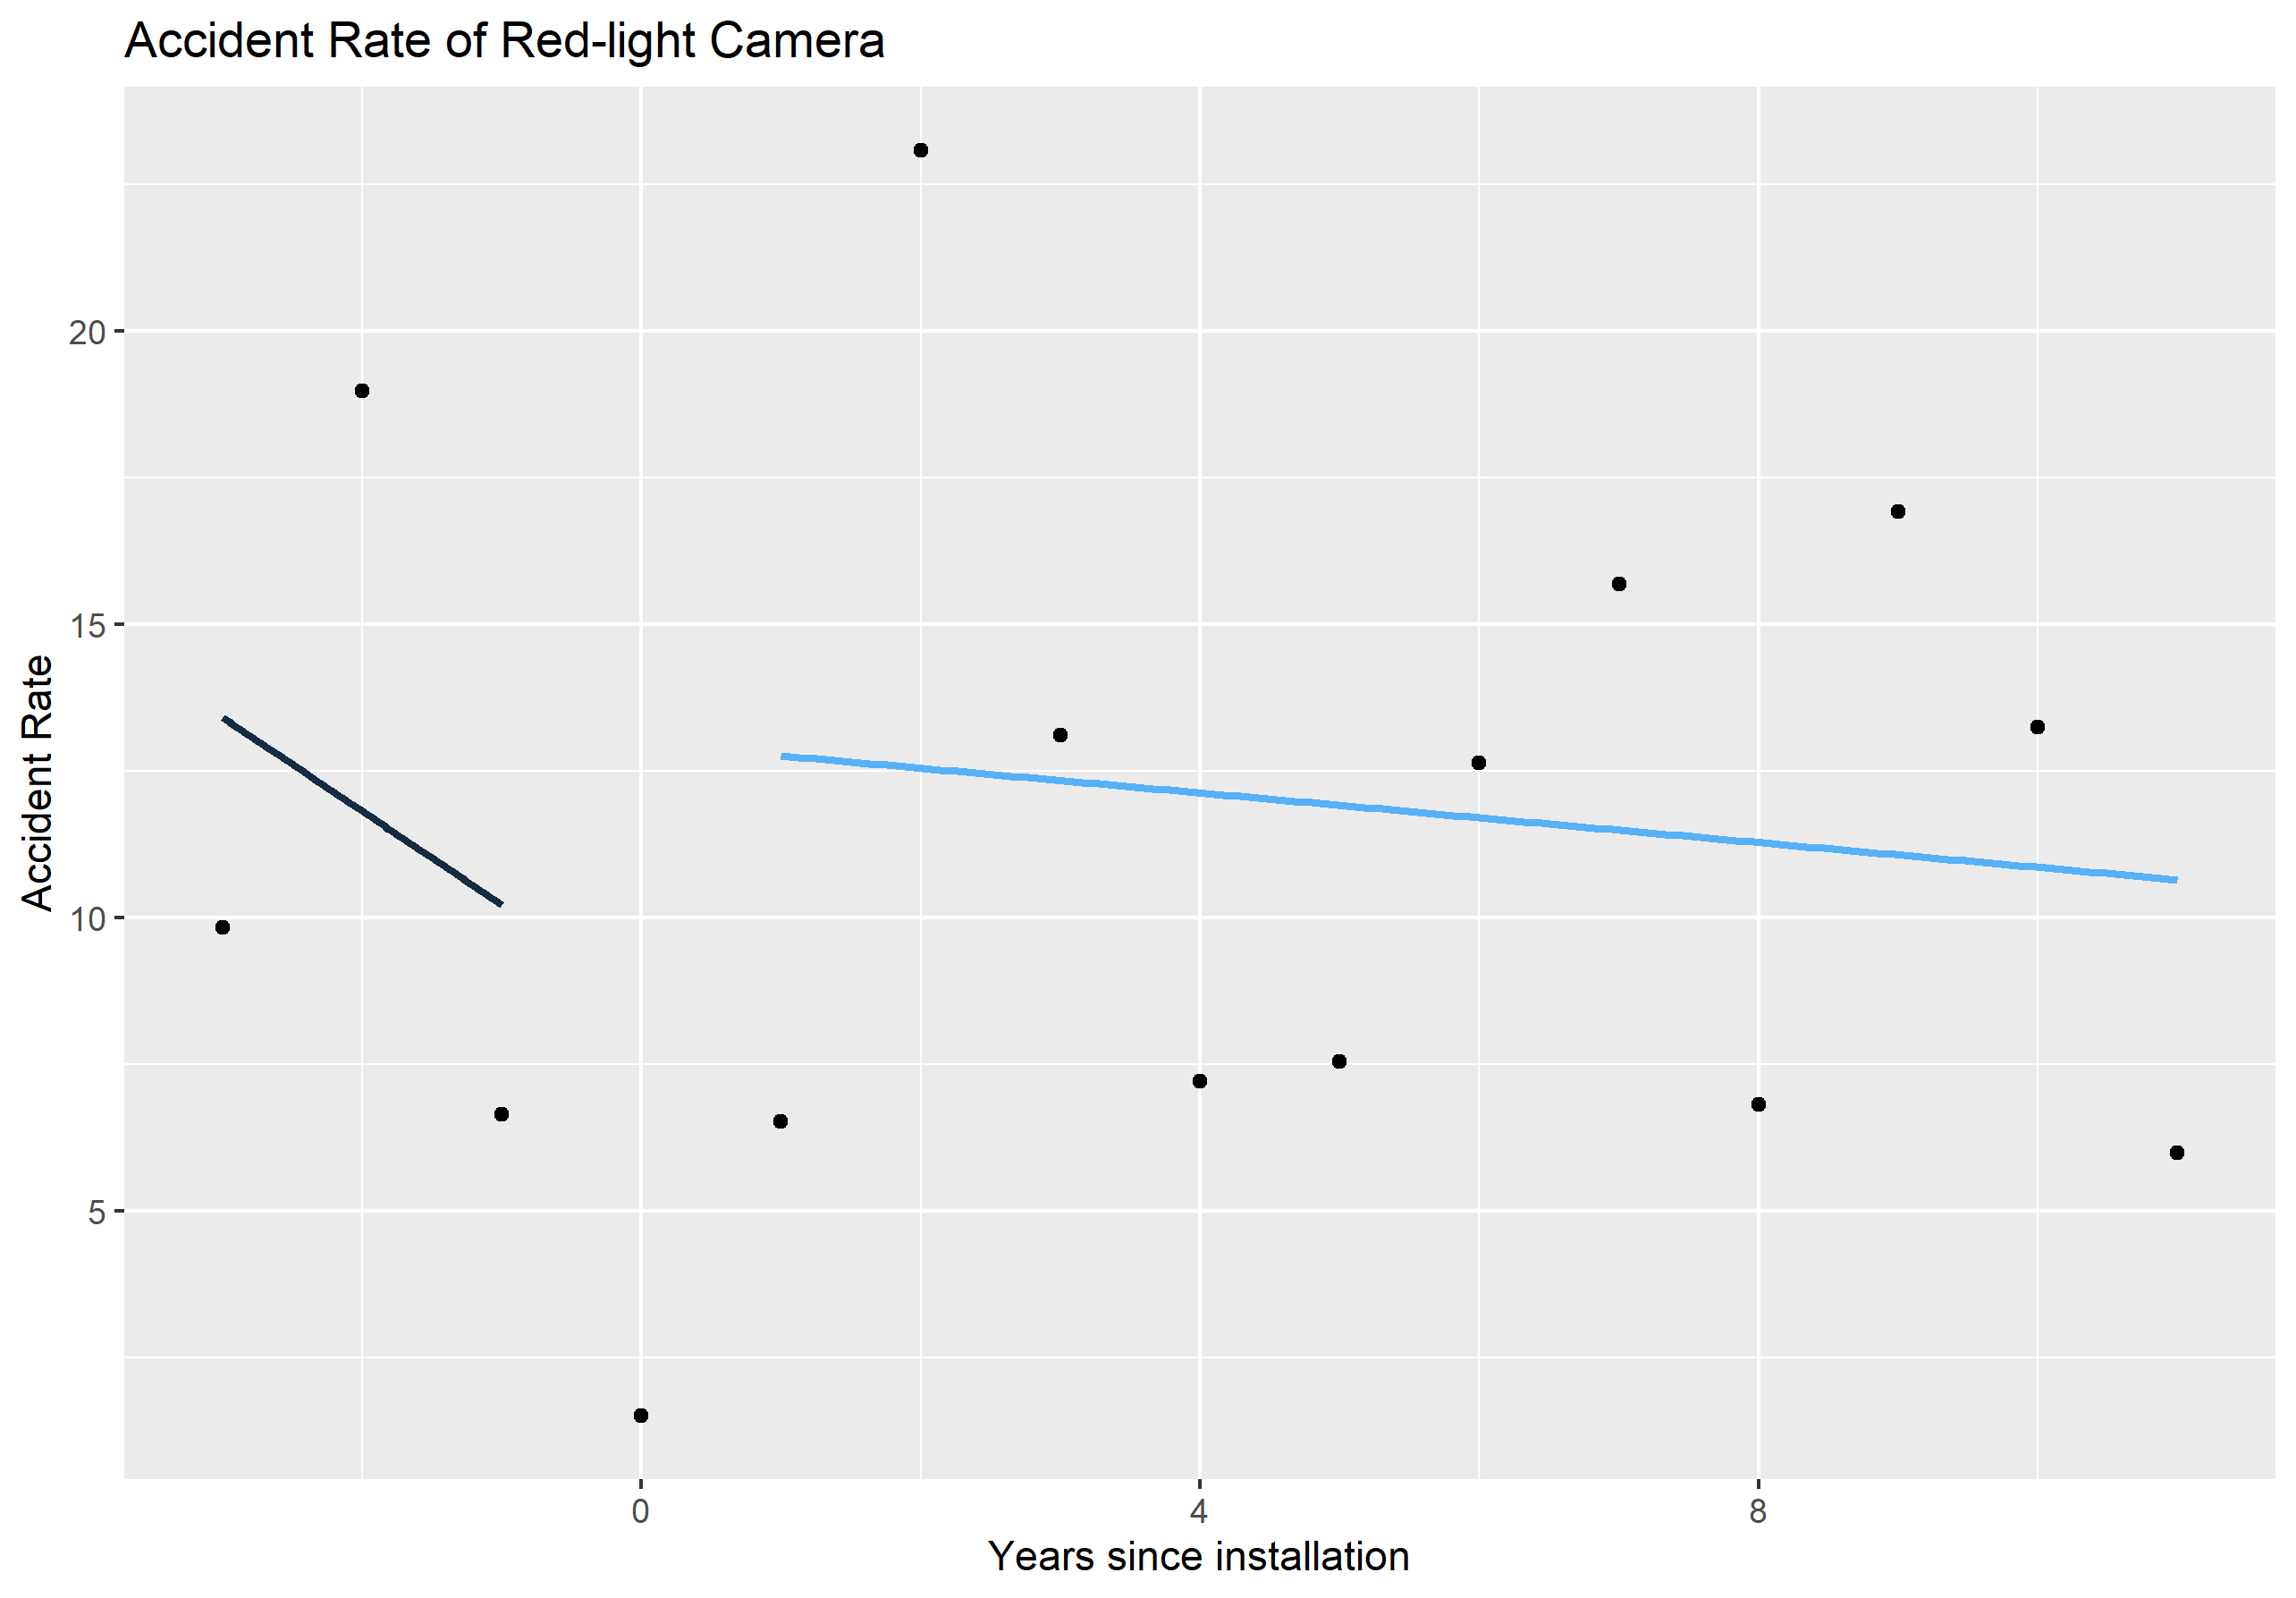 Accident Rate of Red-light Camera
Accident Rate
20
15
10
5
0 4 8
Years since installation